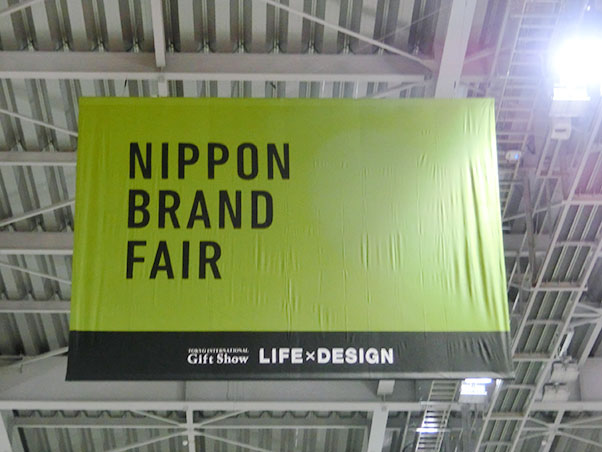 NIPPON
BRAND
FAIR
TOKYO INTERNATIONAL
Gift Show
LIFE×DESIGN